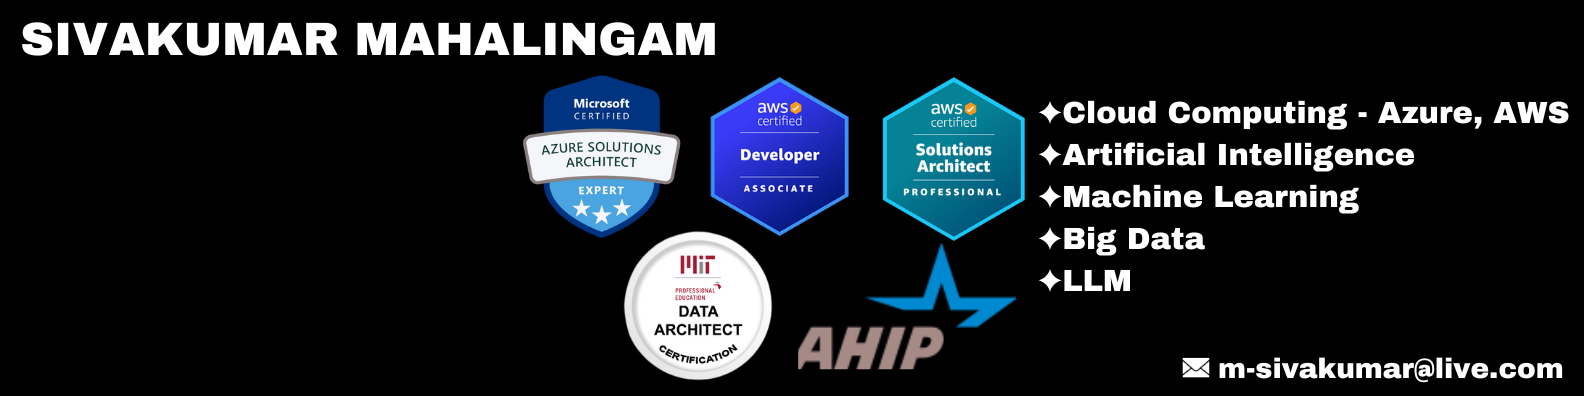 SIVAKUMAR MAHALINGAM
Microsoft
CERTIFIED
AZURE SOLUTIONS
ARCHITECT
EXPERT
aws
certified
Developer
ASSOCIATE
aws
certified
Solutions
Architect
PROFESSIONAL
MIT
PROFESSIONAL
EDUCATION
DATA
ARCHITECT
CERTIFICATION
AHIP
✦Cloud Computing - Azure, AWS
✦Artificial Intelligence
✦Machine Learning
✦Big Data
✦LLM
m-sivakumar@live.com